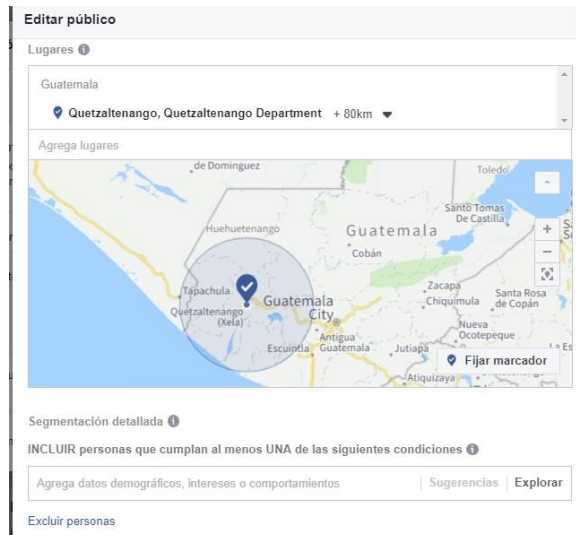 Editar público
Lugares
Guatemala
Quetzaltenango, Quetzaltenango Department + 80km
Agrega lugares
de Dominguez
Toledo
Santo Tomas
De Castilla
Huehuetenango
Guatemala
Cobán
Tapachula
Zacapa
Chiquimula
Santa Rosa
de Copán
Quetzaltenango
(Xela)
Guatemala
City
Nueva
Ocotepeque
Antigua
Guatemala
Escuintla
Jutiapa
Fijar marcador
Atiquizaya
Segmentación detallada
INCLUIR personas que cumplan al menos UNA de las siguientes condiciones
Agrega datos demográficos, intereses o comportamientos | Sugerencias | Explorar
Excluir personas